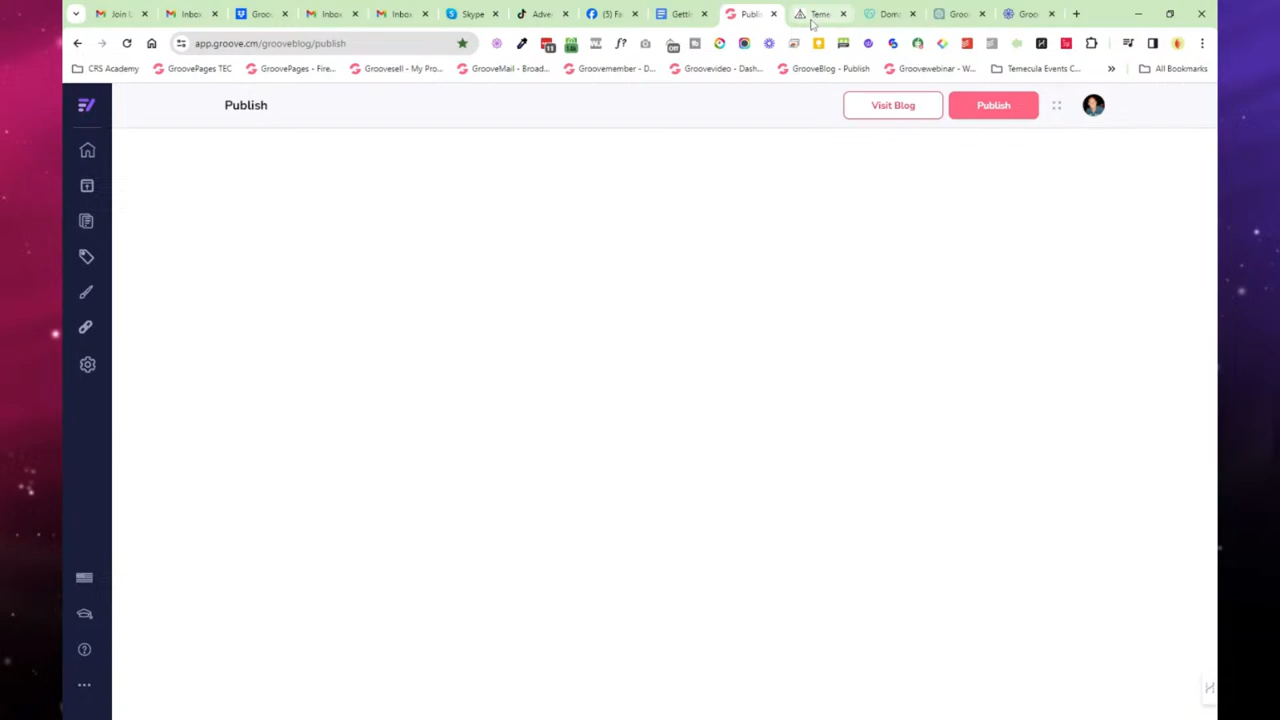 Join I
Inbox
Groo
Inbox
Inbox
Skype
Adve
(5) Fa
Getti
Publi
Teme
Dom
Groo
Groo
app.groove.cm/grooveblog/publish
11
Off
CRS Academy
GroovePages TEC
GroovePages - Fire...
Groovesell - My Pro...
GrooveMail - Broad...
Groovemember - D...
Groovevideo - Dash...
GrooveBlog - Publish
Groovewebinar - W...
Temecula Events C...
All Bookmarks
Publish
Visit Blog
Publish